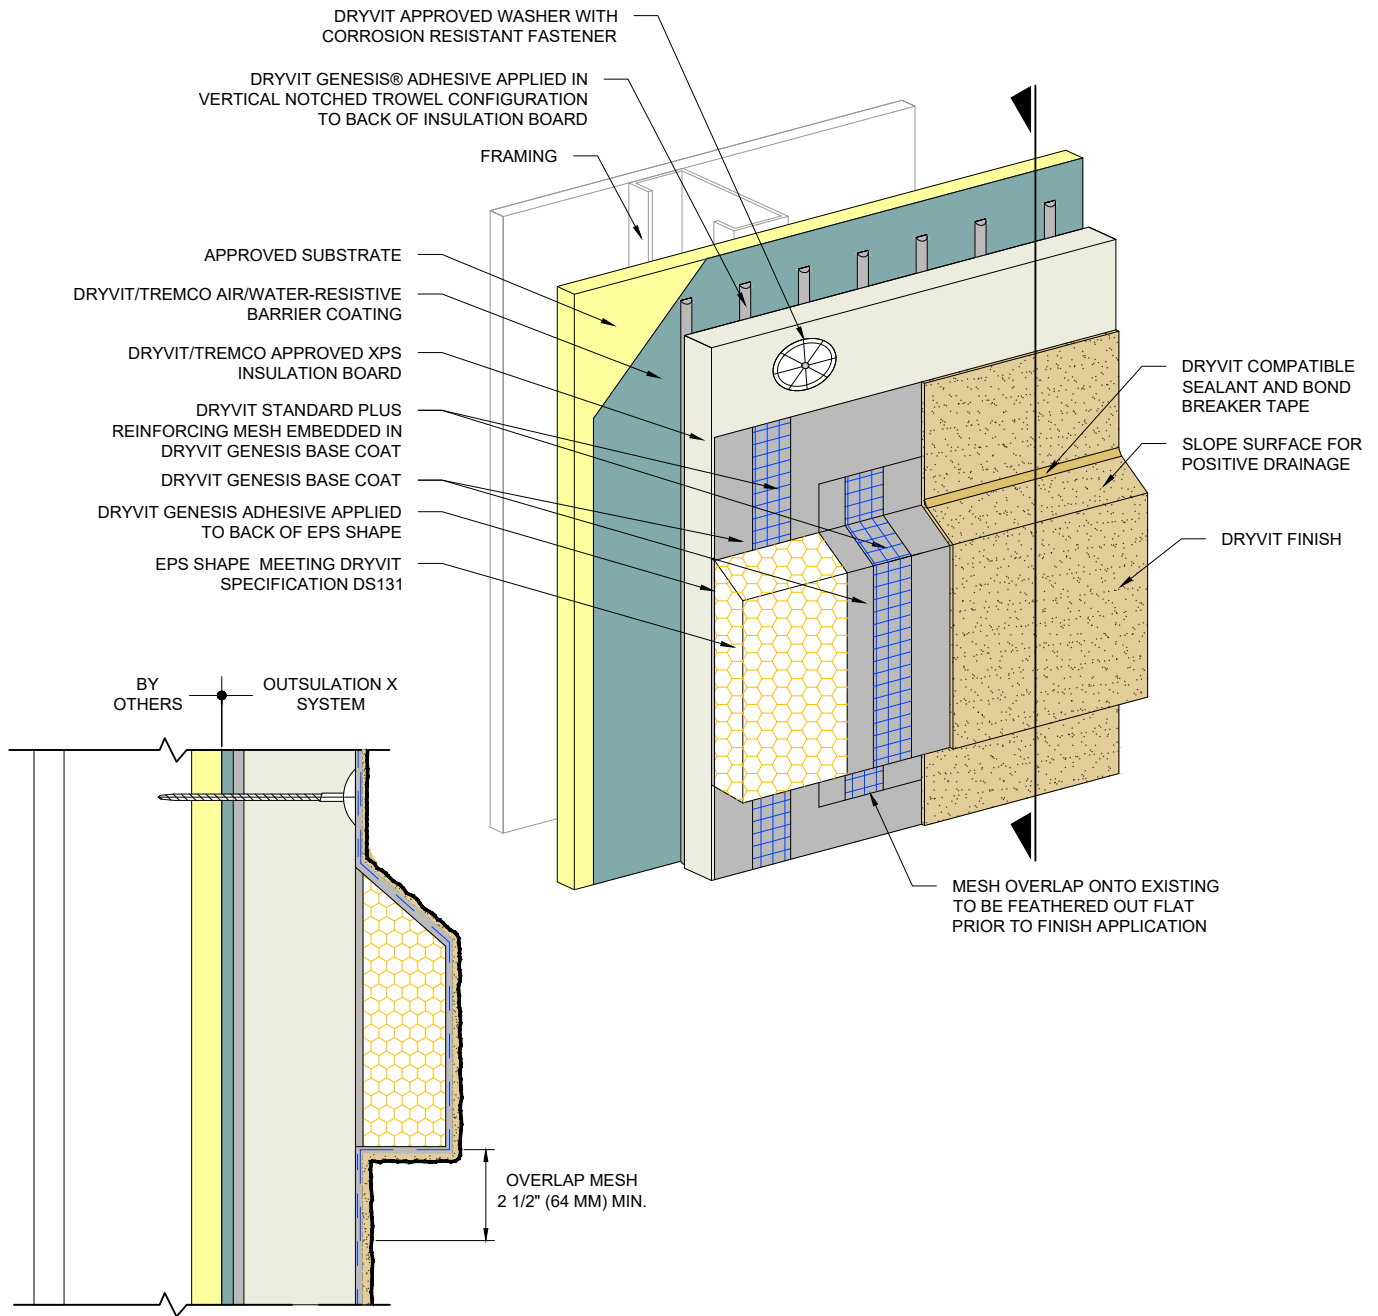 DRYVIT APPROVED WASHER WITH
CORROSION RESISTANT FASTENER
DRYVIT GENESIS® ADHESIVE APPLIED IN
VERTICAL NOTCHED TROWEL CONFIGURATION
TO BACK OF INSULATION BOARD
FRAMING
APPROVED SUBSTRATE
DRYVIT/TREMCO AIR/WATER-RESISTIVE
BARRIER COATING
DRYVIT/TREMCO APPROVED XPS
INSULATION BOARD
DRYVIT STANDARD PLUS
REINFORCING MESH EMBEDDED IN
DRYVIT GENESIS BASE COAT
DRYVIT GENESIS BASE COAT
DRYVIT GENESIS ADHESIVE APPLIED
TO BACK OF EPS SHAPE
EPS SHAPE MEETING DRYVIT
SPECIFICATION DS131
DRYVIT COMPATIBLE
SEALANT AND BOND
BREAKER TAPE
SLOPE SURFACE FOR
POSITIVE DRAINAGE
DRYVIT FINISH
MESH OVERLAP ONTO EXISTING
TO BE FEATHERED OUT FLAT
PRIOR TO FINISH APPLICATION
BY
OTHERS
OUTSULATION X
SYSTEM
OVERLAP MESH
2 1/2" (64 MM) MIN.